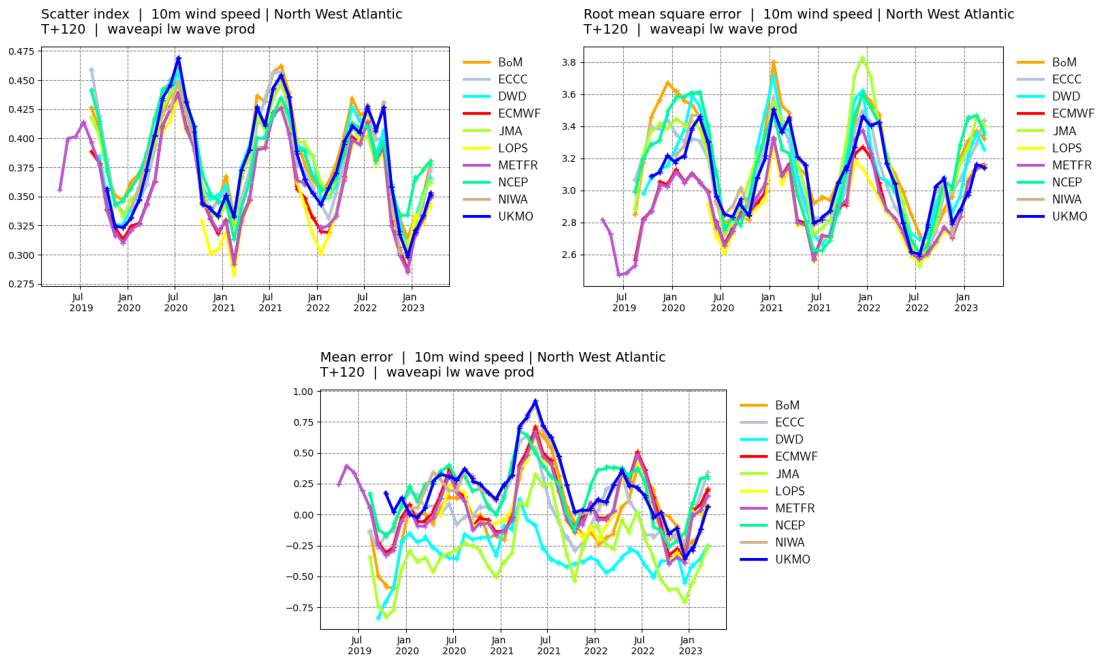 Scatter index | 10m wind speed | North West Atlantic
T+120 | waveapi lw wave prod
0.475
0.450
0.425
0.400
0.375
0.350
0.325
0.300
0.275
Jul
2019
Jan
2020
Jul
2020
Jan
2021
Jul
2021
Jan
2022
Jul
2022
Jan
2023
BoM
ECCC
DWD
ECMWF
JMA
LOPS
METFR
NCEP
NIWA
UKMO
Root mean square error | 10m wind speed | North West Atlantic
T+120 | waveapi lw wave prod
3.8
3.6
3.4
3.2
3.0
2.8
2.6
Jul
2019
Jan
2020
Jul
2020
Jan
2021
Jul
2021
Jan
2022
Jul
2022
Jan
2023
BoM
ECCC
DWD
ECMWF
JMA
LOPS
METFR
NCEP
NIWA
UKMO
Mean error | 10m wind speed | North West Atlantic
T+120 | waveapi lw wave prod
1.00
0.75
0.50
0.25
0.00
−0.25
−0.50
−0.75
Jul
2019
Jan
2020
Jul
2020
Jan
2021
Jul
2021
Jan
2022
Jul
2022
Jan
2023
BoM
ECCC
DWD
ECMWF
JMA
LOPS
METFR
NCEP
NIWA
UKMO